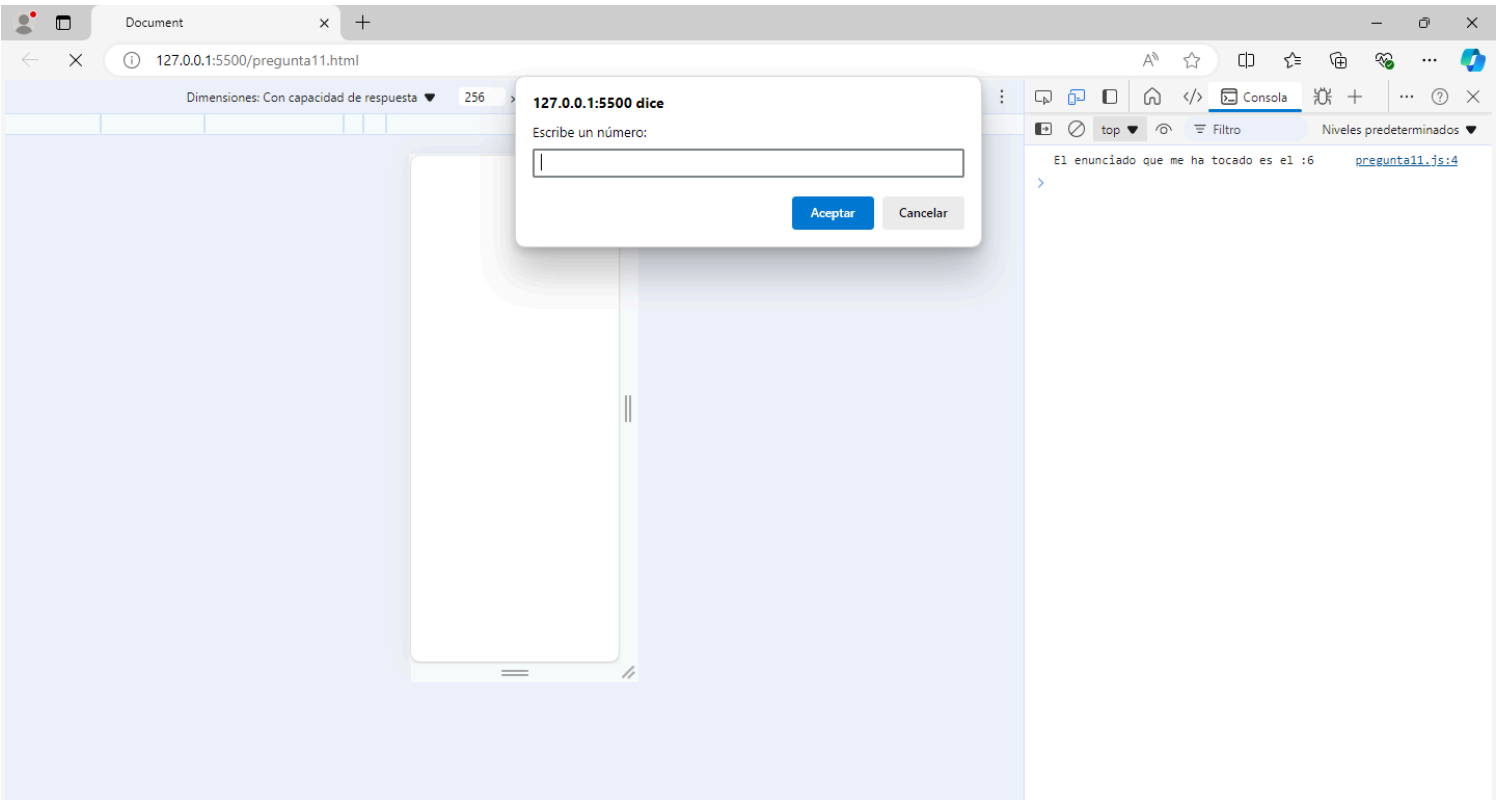 Document
127.0.0.1:5500/pregunta11.html
Dimensiones: Con capacidad de respuesta 256
127.0.0.1:5500 dice
Escribe un número:
Aceptar Cancelar
Consola
top Filtro Niveles predeterminados
El enunciado que me ha tocado es el :6 pregunta11.js:4